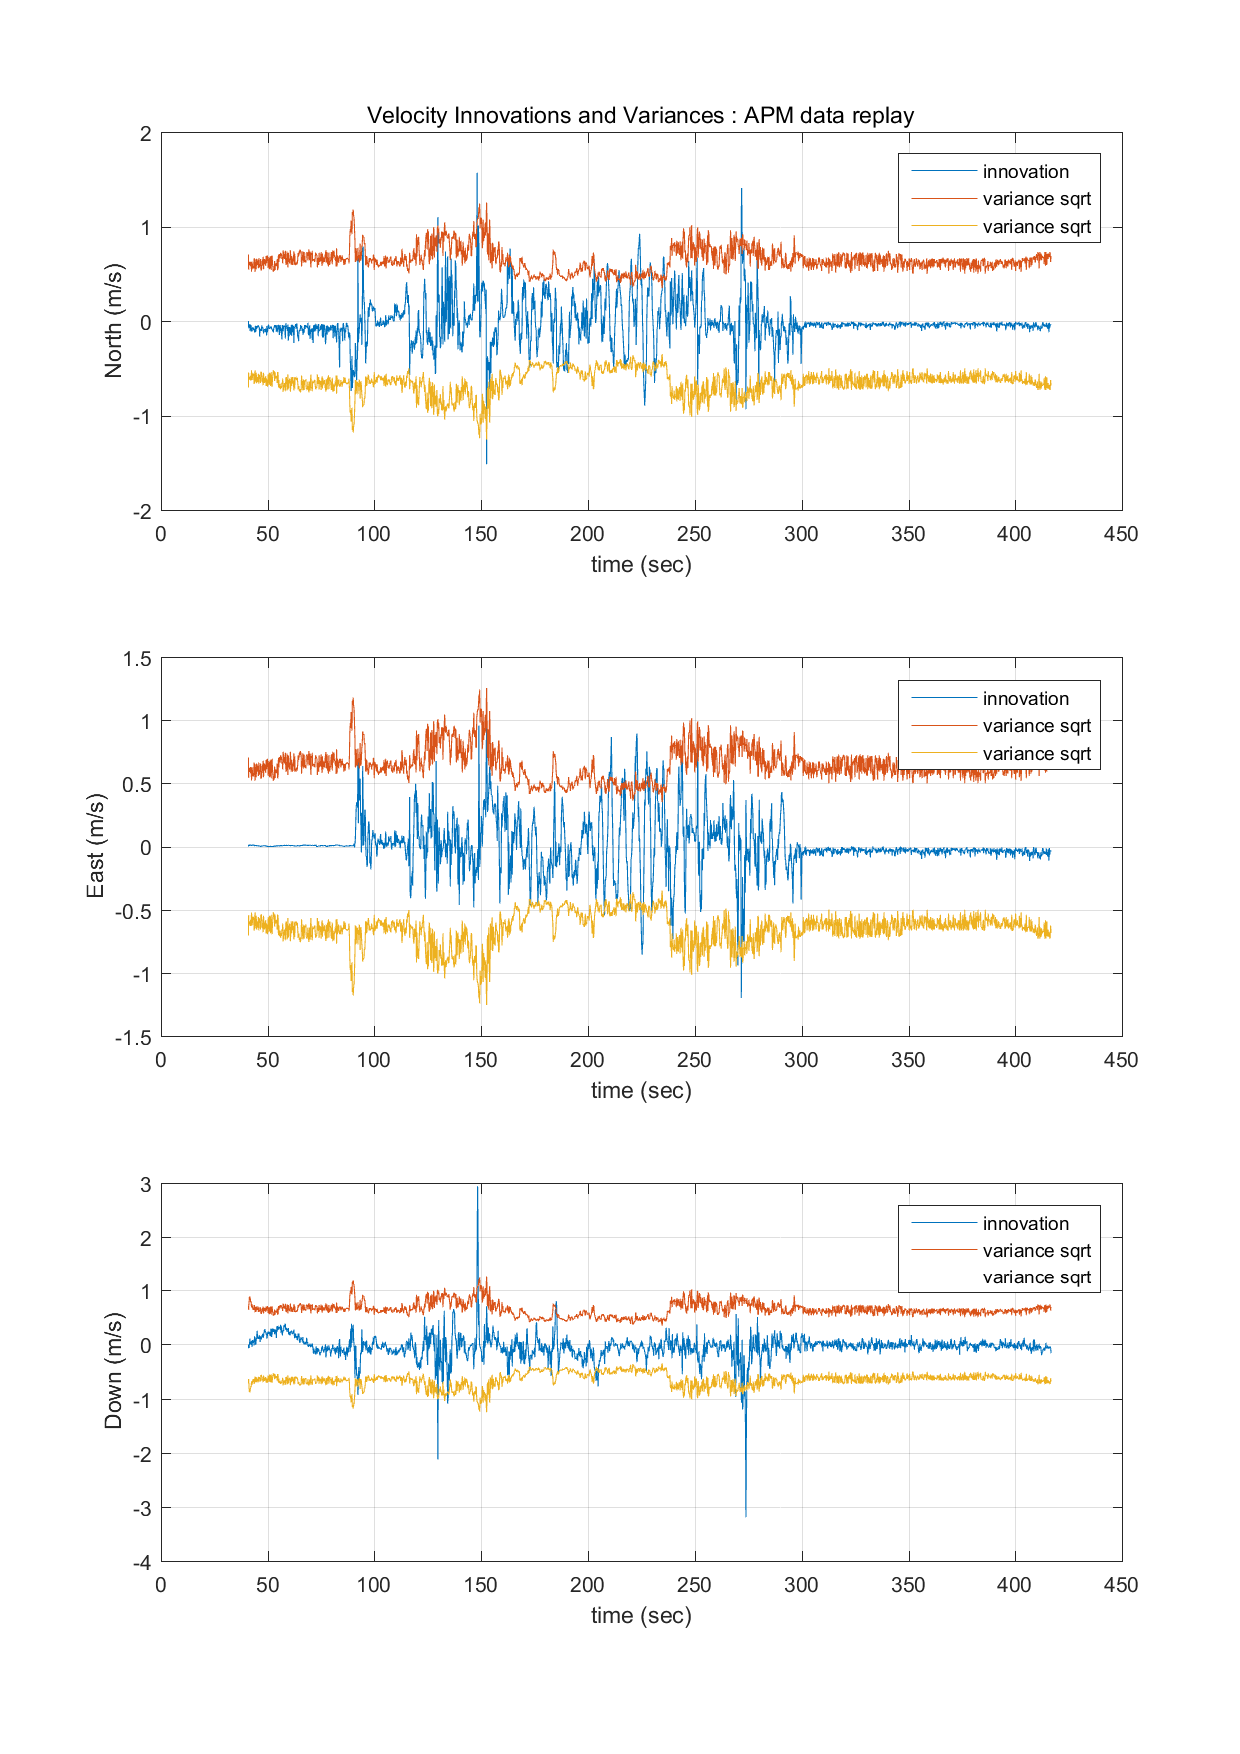 Velocity Innovations and Variances : APM data replay
2
1
0
-1
-2
North (m/s)
innovation
variance sqrt
variance sqrt
0 50 100 150 200 250 300 350 400 450
time (sec)
1.5
1
0.5
0
-0.5
-1
-1.5
East (m/s)
innovation
variance sqrt
variance sqrt
0 50 100 150 200 250 300 350 400 450
time (sec)
3
2
1
0
-1
-2
-3
-4
Down (m/s)
innovation
variance sqrt
variance sqrt
0 50 100 150 200 250 300 350 400 450
time (sec)